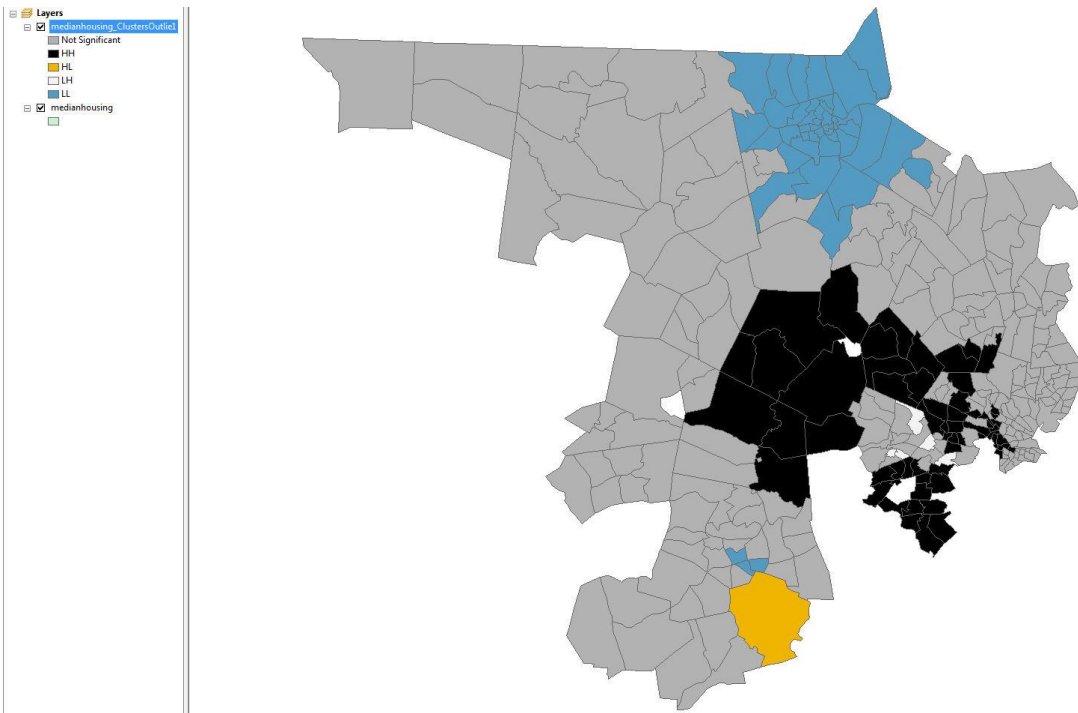 Layers
medianhousing_ClustersOutlie1
Not Significant
HH
HL
LH
LL
medianhousing